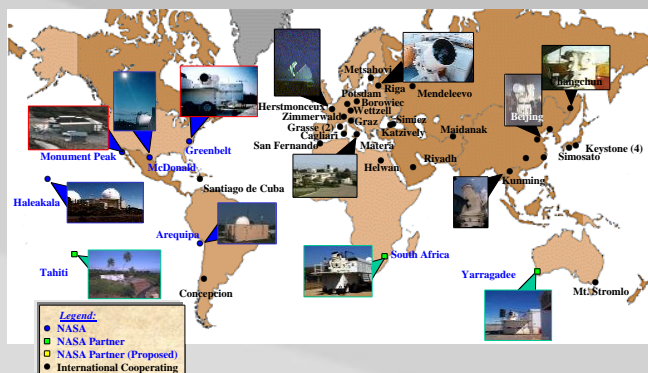 Metsahovi
Riga
Potsdam
Mendeleevo
Changchun
Herstmonceux
Borowiec
Zimmerwald
Wettzell
Beijing
Graz
Simiez
Grasse (2)
Katzively
Maidanak
Cagliari
Keystone (4)
San Fernando
Matera
Simosato
Greenbelt
Monument Peak
McDonald
Helwan
Riyadh
Kunming
Santiago de Cuba
Haleakala
Arequipa
South Africa
Tahiti
Yarragadee
Concepcion
Mt. Stromlo
Legend:
NASA
NASA Partner
NASA Partner (Proposed)
International Cooperating